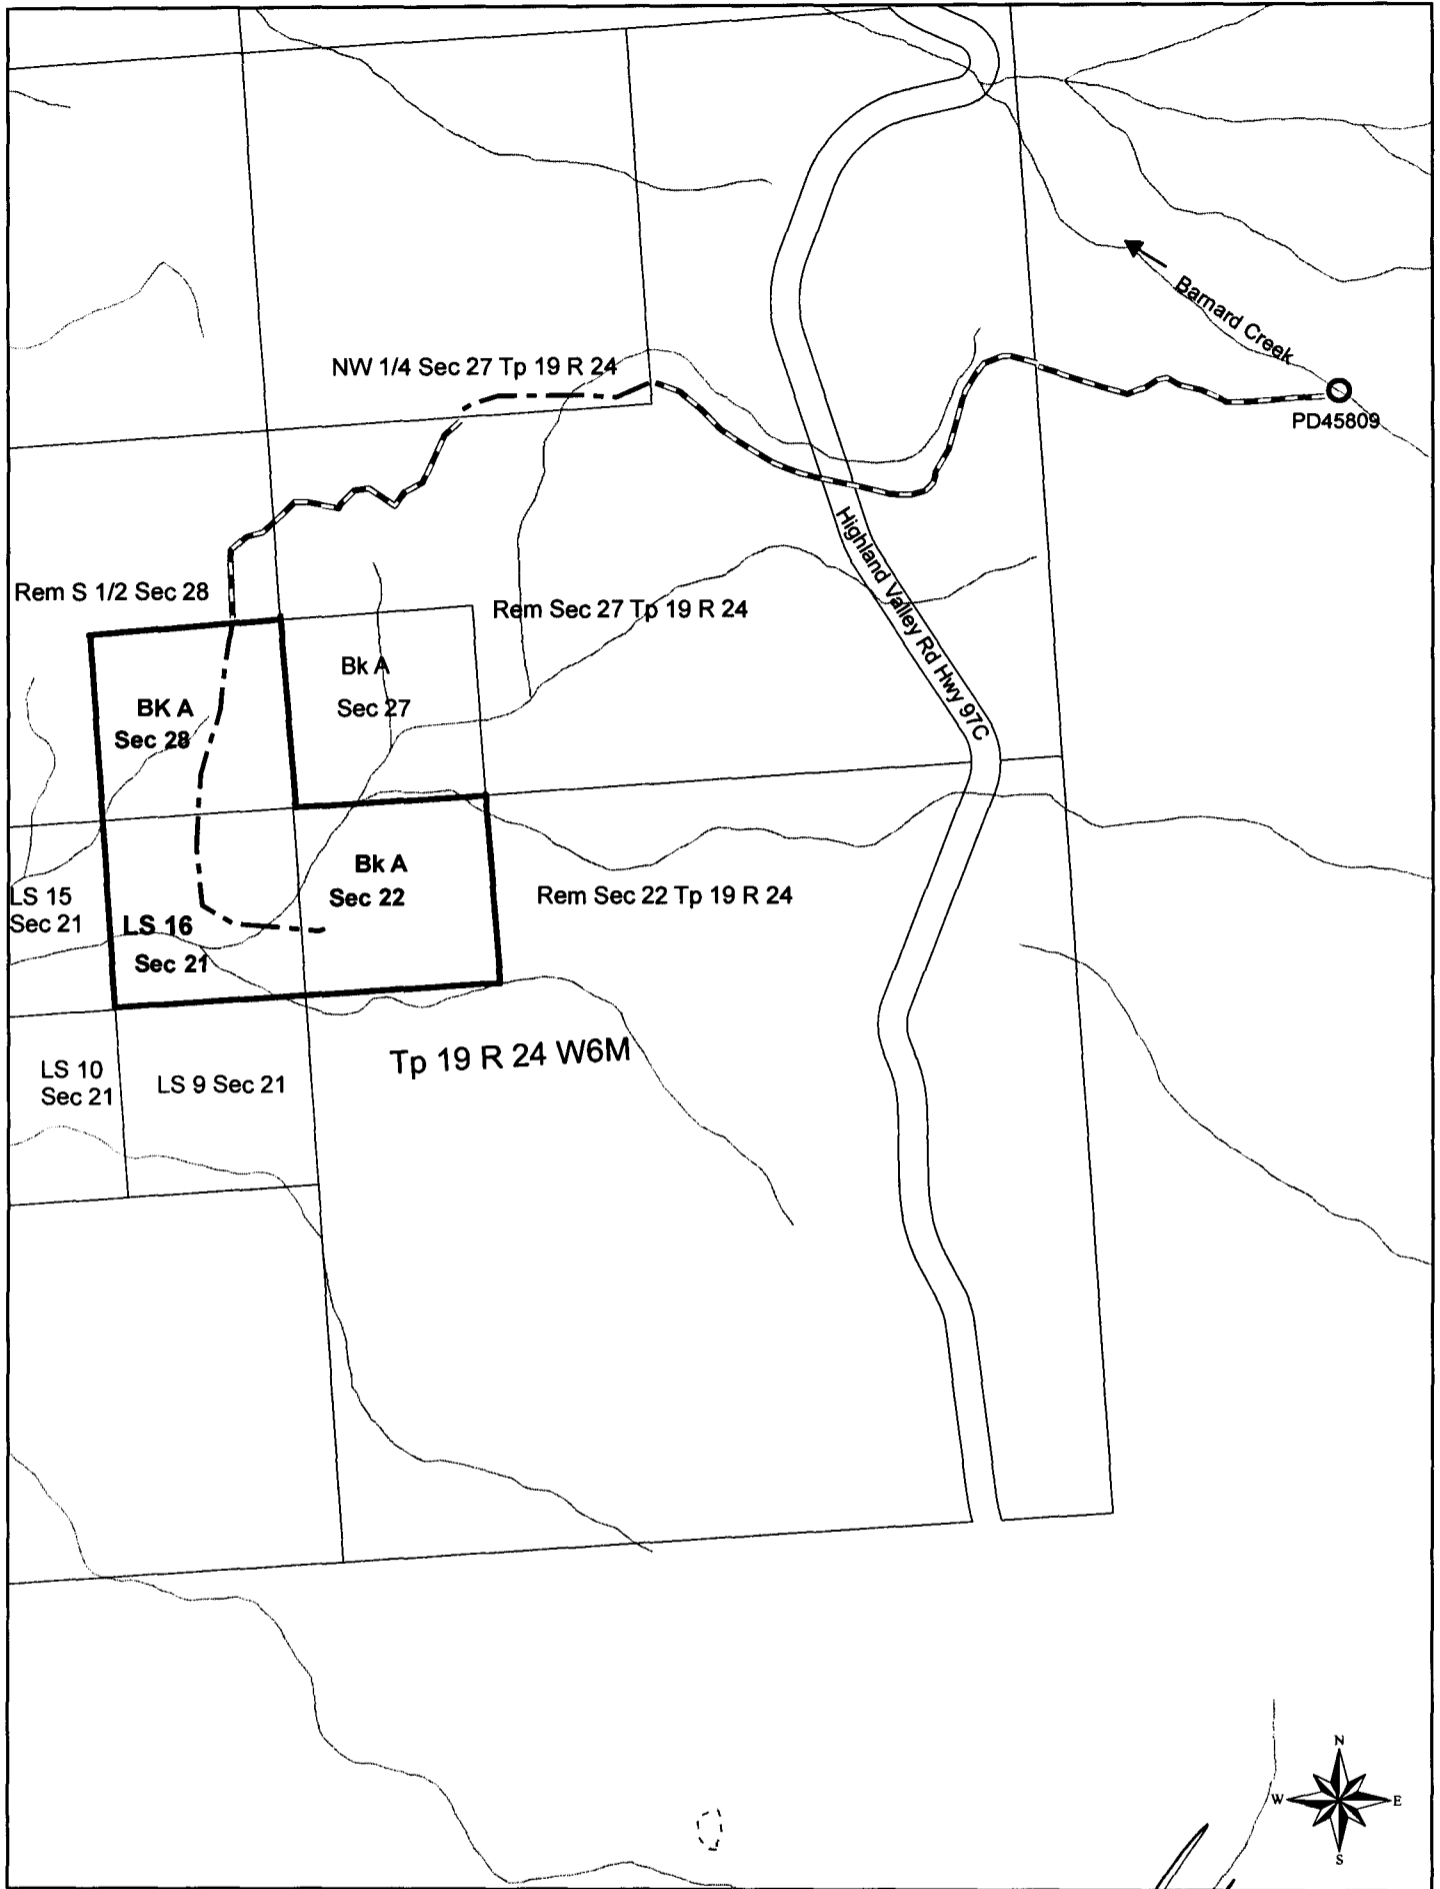 Barnard Creek
NW 1/4 Sec 27 Tp 19 R 24
PD45809
Highland Valley Rd Hwy 97C
Rem S 1/2 Sec 28
Rem Sec 27 Tp 19 R 24
Bk A
Sec 27
BK A
Sec 28
Bk A
Sec 22
Rem Sec 22 Tp 19 R 24
LS 15
Sec 21
LS 16
Sec 21
Tp 19 R 24 W6M
LS 10
Sec 21
LS 9 Sec 21
N
W
E
S